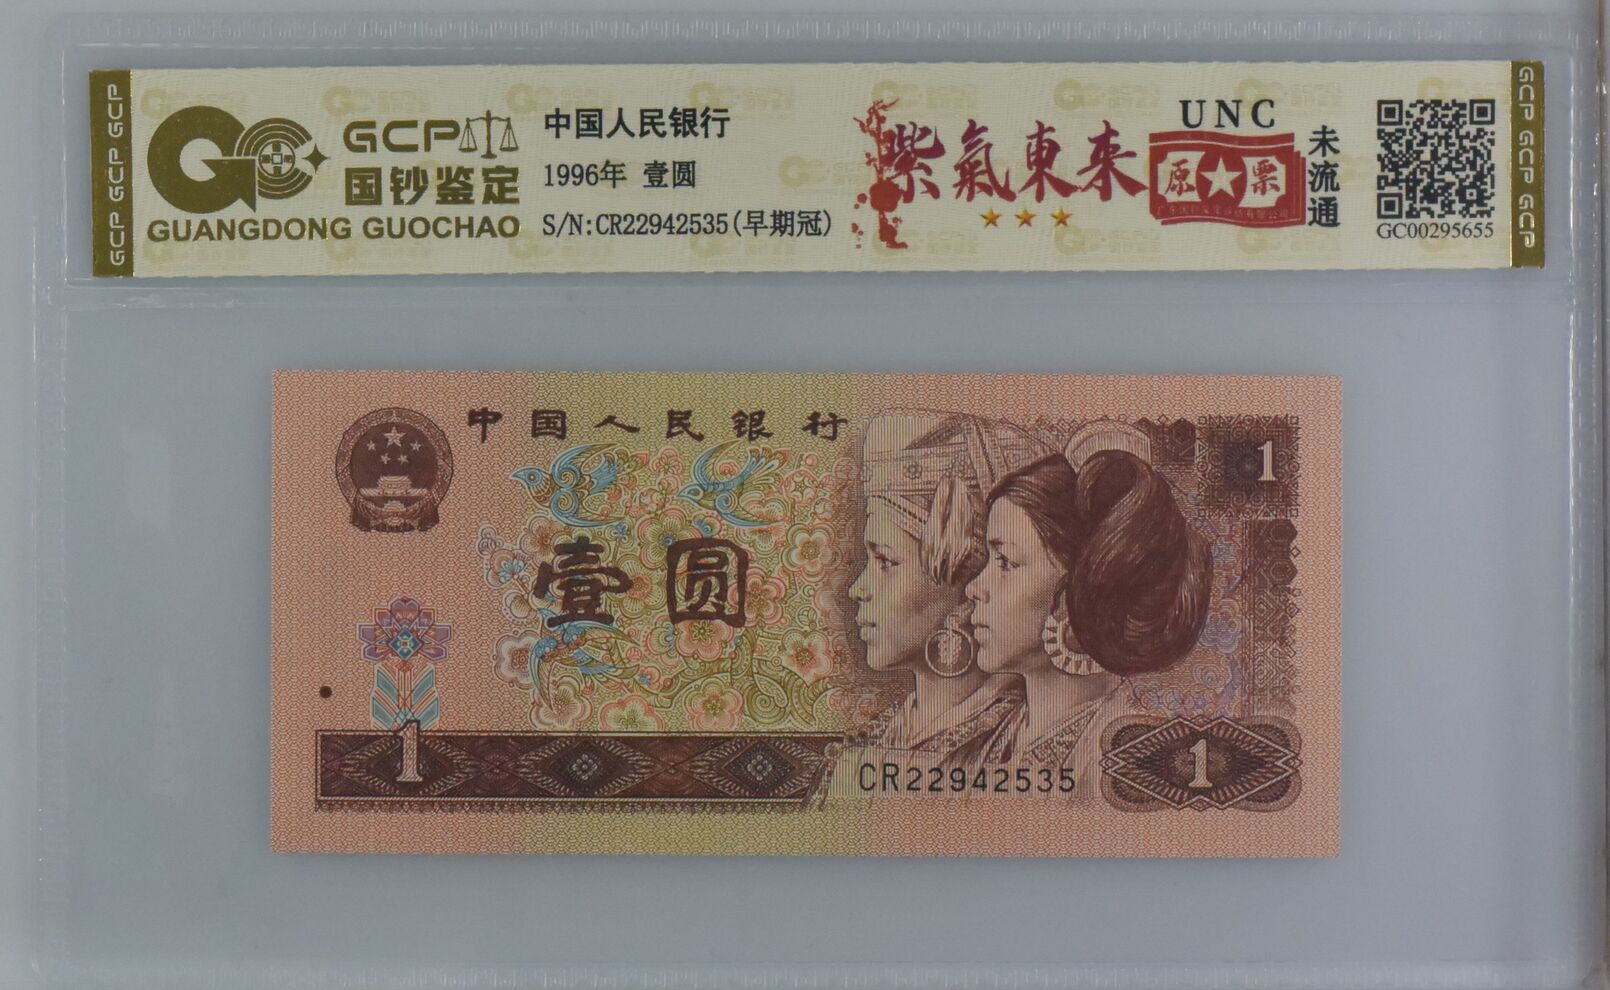 GCP GCP GCP
GCP
国钞鉴定
GUANGDONG GUOCHAO
中国人民银行
1996年 壹圆
S/N:CR22942535(早期冠)
紫氣東来
UNC
原票
未流通
GC00295655
GCP GCP GCP
中国人民银行
1
壹圆
1
CR22942535
1